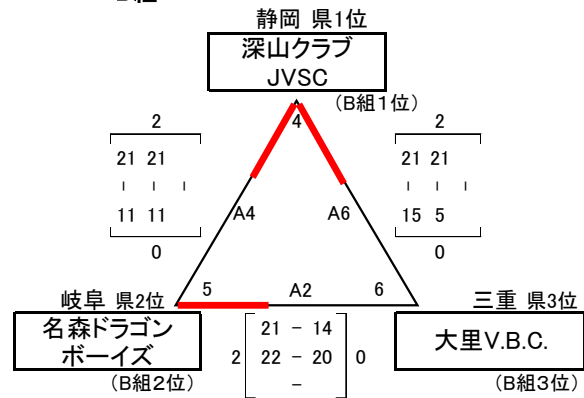 静岡 県1位
深山クラブ
JVSC
(B組1位)
4
2
21 21
- - -
11 11
0
2
21 21
- - -
15 5
0
A4
A6
5
A2
6
岐阜 県2位
名森ドラゴン
ボーイズ
(B組2位)
2
21 - 14
22 - 20
-
0
三重 県3位
大里V.B.C.
(B組3位)